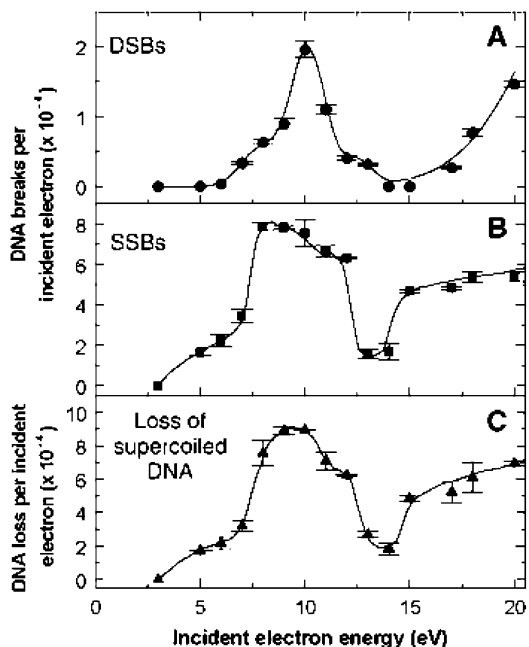 DSBs
A
2
1
0
SSBs
B
8
6
4
2
0
Loss of
supercoiled
DNA
C
10
8
6
4
2
0
DNA breaks per
incident electron (x 10⁻⁴)
DNA loss per incident
electron (x 10⁻⁴)
0 5 10 15 20
Incident electron energy (eV)